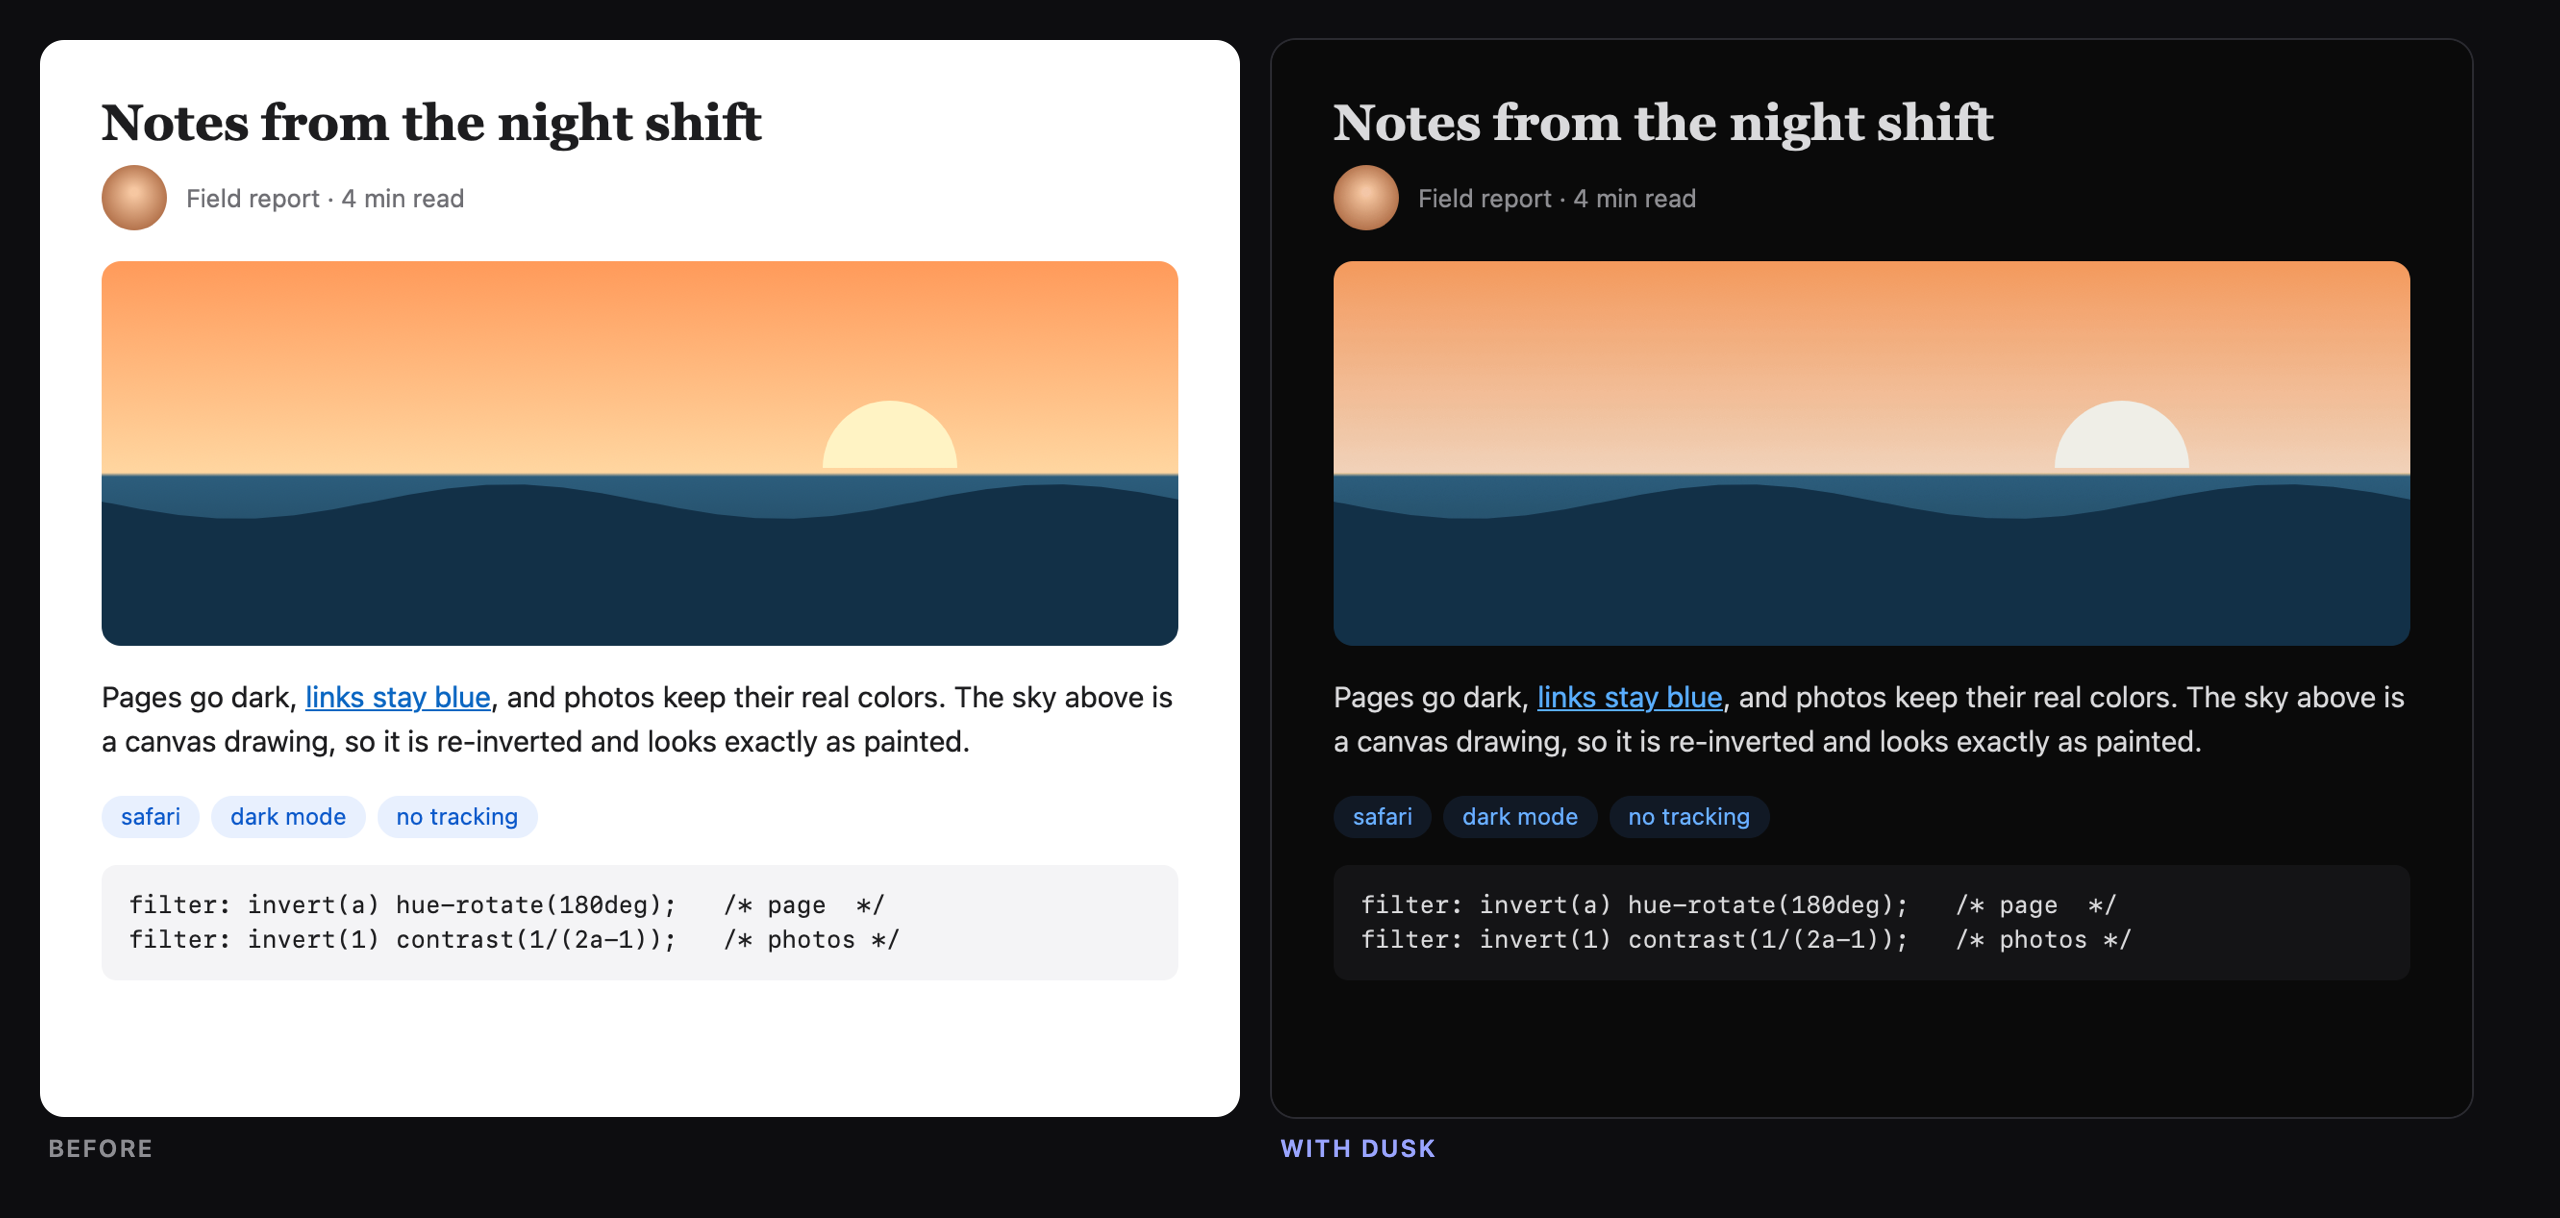 Notes from the night shift
Field report · 4 min read
Pages go dark, links stay blue, and photos keep their real colors. The sky above is
a canvas drawing, so it is re-inverted and looks exactly as painted.
safari
dark mode
no tracking
filter: invert(a) hue-rotate(180deg);   /* page  */
filter: invert(1) contrast(1/(2a-1));   /* photos */
BEFORE
Notes from the night shift
Field report · 4 min read
Pages go dark, links stay blue, and photos keep their real colors. The sky above is
a canvas drawing, so it is re-inverted and looks exactly as painted.
safari
dark mode
no tracking
filter: invert(a) hue-rotate(180deg);   /* page  */
filter: invert(1) contrast(1/(2a-1));   /* photos */
WITH DUSK